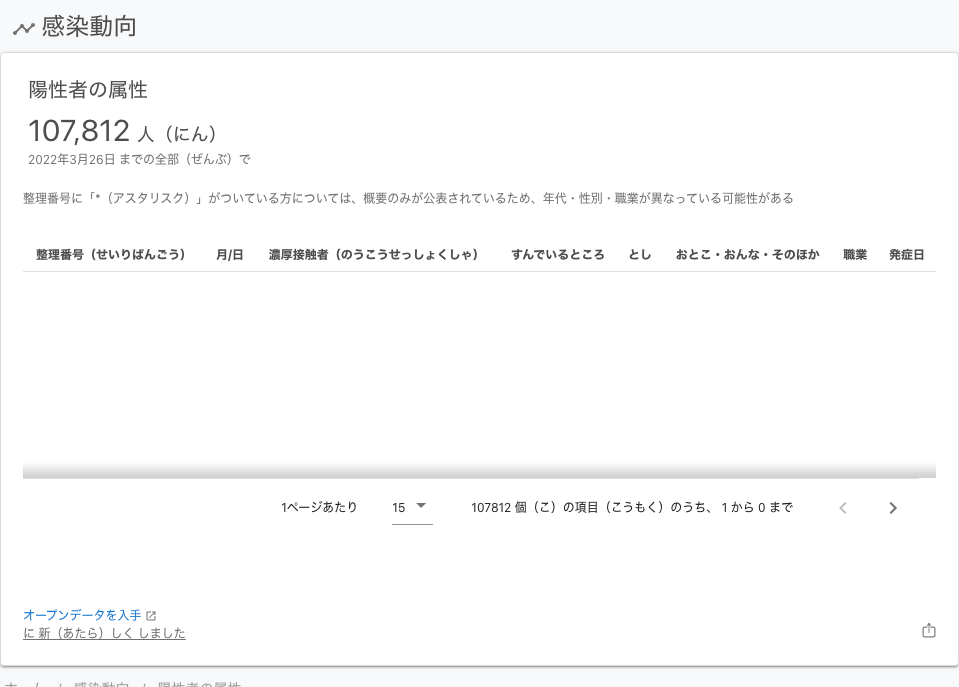 感染動向
陽性者の属性
107,812 人（にん）
2022年3月26日 までの全部（ぜんぶ）で
整理番号に「*（アスタリスク）」がついている方については、概要のみが公表されているため、年代・性別・職業が異なっている可能性がある
整理番号（せいりばんごう） 月/日 濃厚接触者（のうこうせっしょくしゃ） すんでいるところ とし おとこ・おんな・そのほか 職業 発症日
1ページあたり 15 107812 個（こ）の項目（こうもく）のうち、1 から 0 まで
オープンデータを入手
に 新（あたら）しく しました